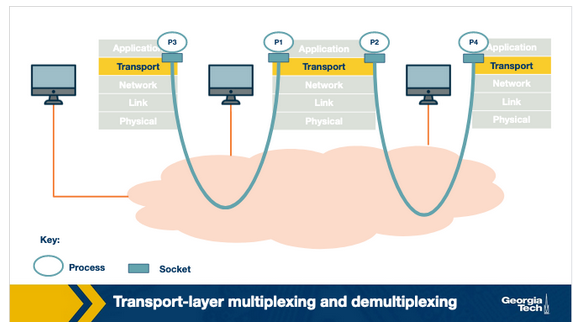 P3
P1
P2
P4
Application
Application
Application
Transport
Transport
Transport
Network
Network
Network
Link
Link
Link
Physical
Physical
Physical
Key:
Process
Socket
Transport-layer multiplexing and demultiplexing
Georgia
Tech